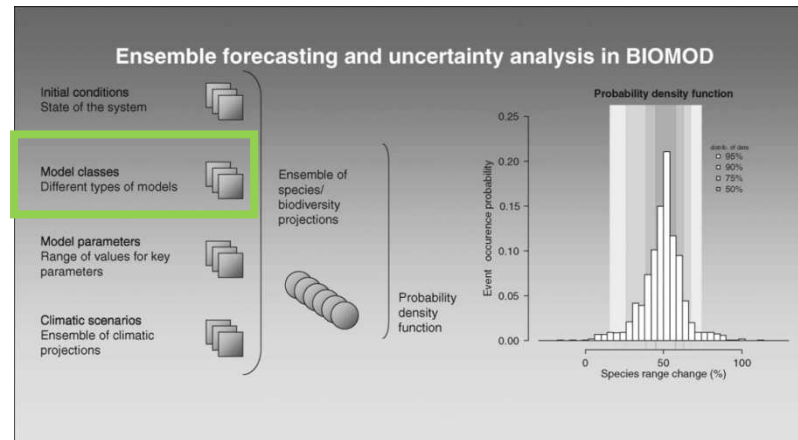 Ensemble forecasting and uncertainty analysis in BIOMOD
Initial conditions
State of the system
Model classes
Different types of models
Model parameters
Range of values for key
parameters
Climatic scenarios
Ensemble of climatic
projections
Ensemble of
species/
biodiversity
projections
Probability
density
function
Probability density function
Event occurence probability
0.25
0.20
0.15
0.10
0.05
0.00
distrib. of data
95%
90%
75%
50%
0
50
100
Species range change (%)